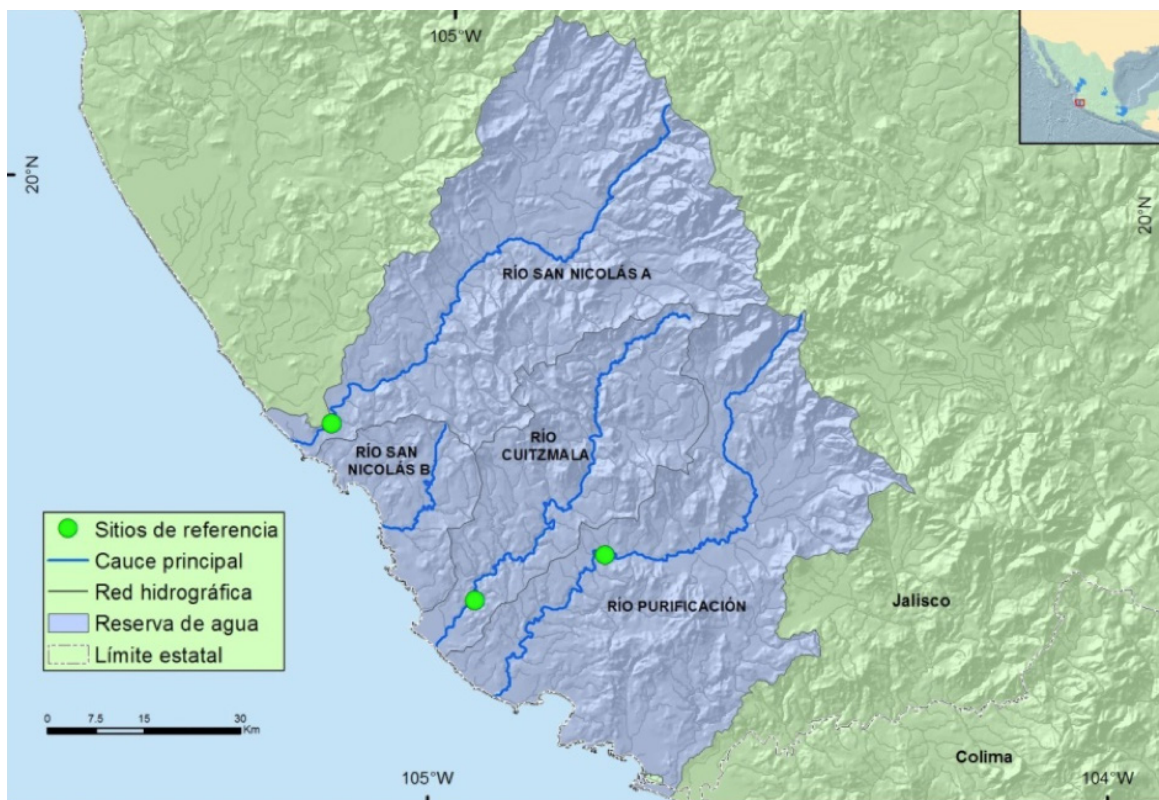 105°W
20°N
20°N
RÍO SAN NICOLÁS A
RÍO SAN
NICOLÁS B
RÍO
CUITZMALA
RÍO PURIFICACIÓN
Jalisco
Colima
Sitios de referencia
Cauce principal
Red hidrográfica
Reserva de agua
Límite estatal
0 7.5 15 30
Km
105°W
104°W